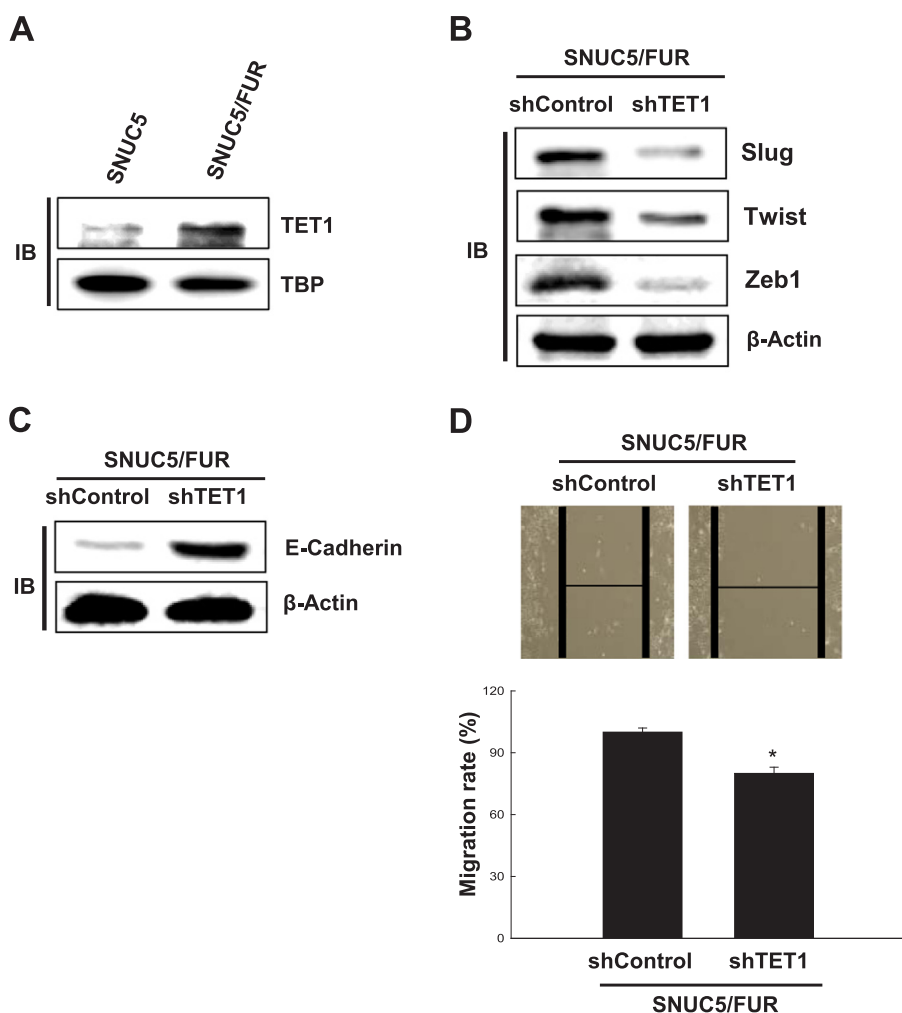 A
SNUC5
SNUC5/FUR
IB
TET1
TBP
B
SNUC5/FUR
shControl shTET1
IB
Slug
Twist
Zeb1
β-Actin
C
SNUC5/FUR
shControl shTET1
IB
E-Cadherin
β-Actin
D
SNUC5/FUR
shControl shTET1
Migration rate (%)
120
90
60
30
0
*
shControl shTET1
SNUC5/FUR